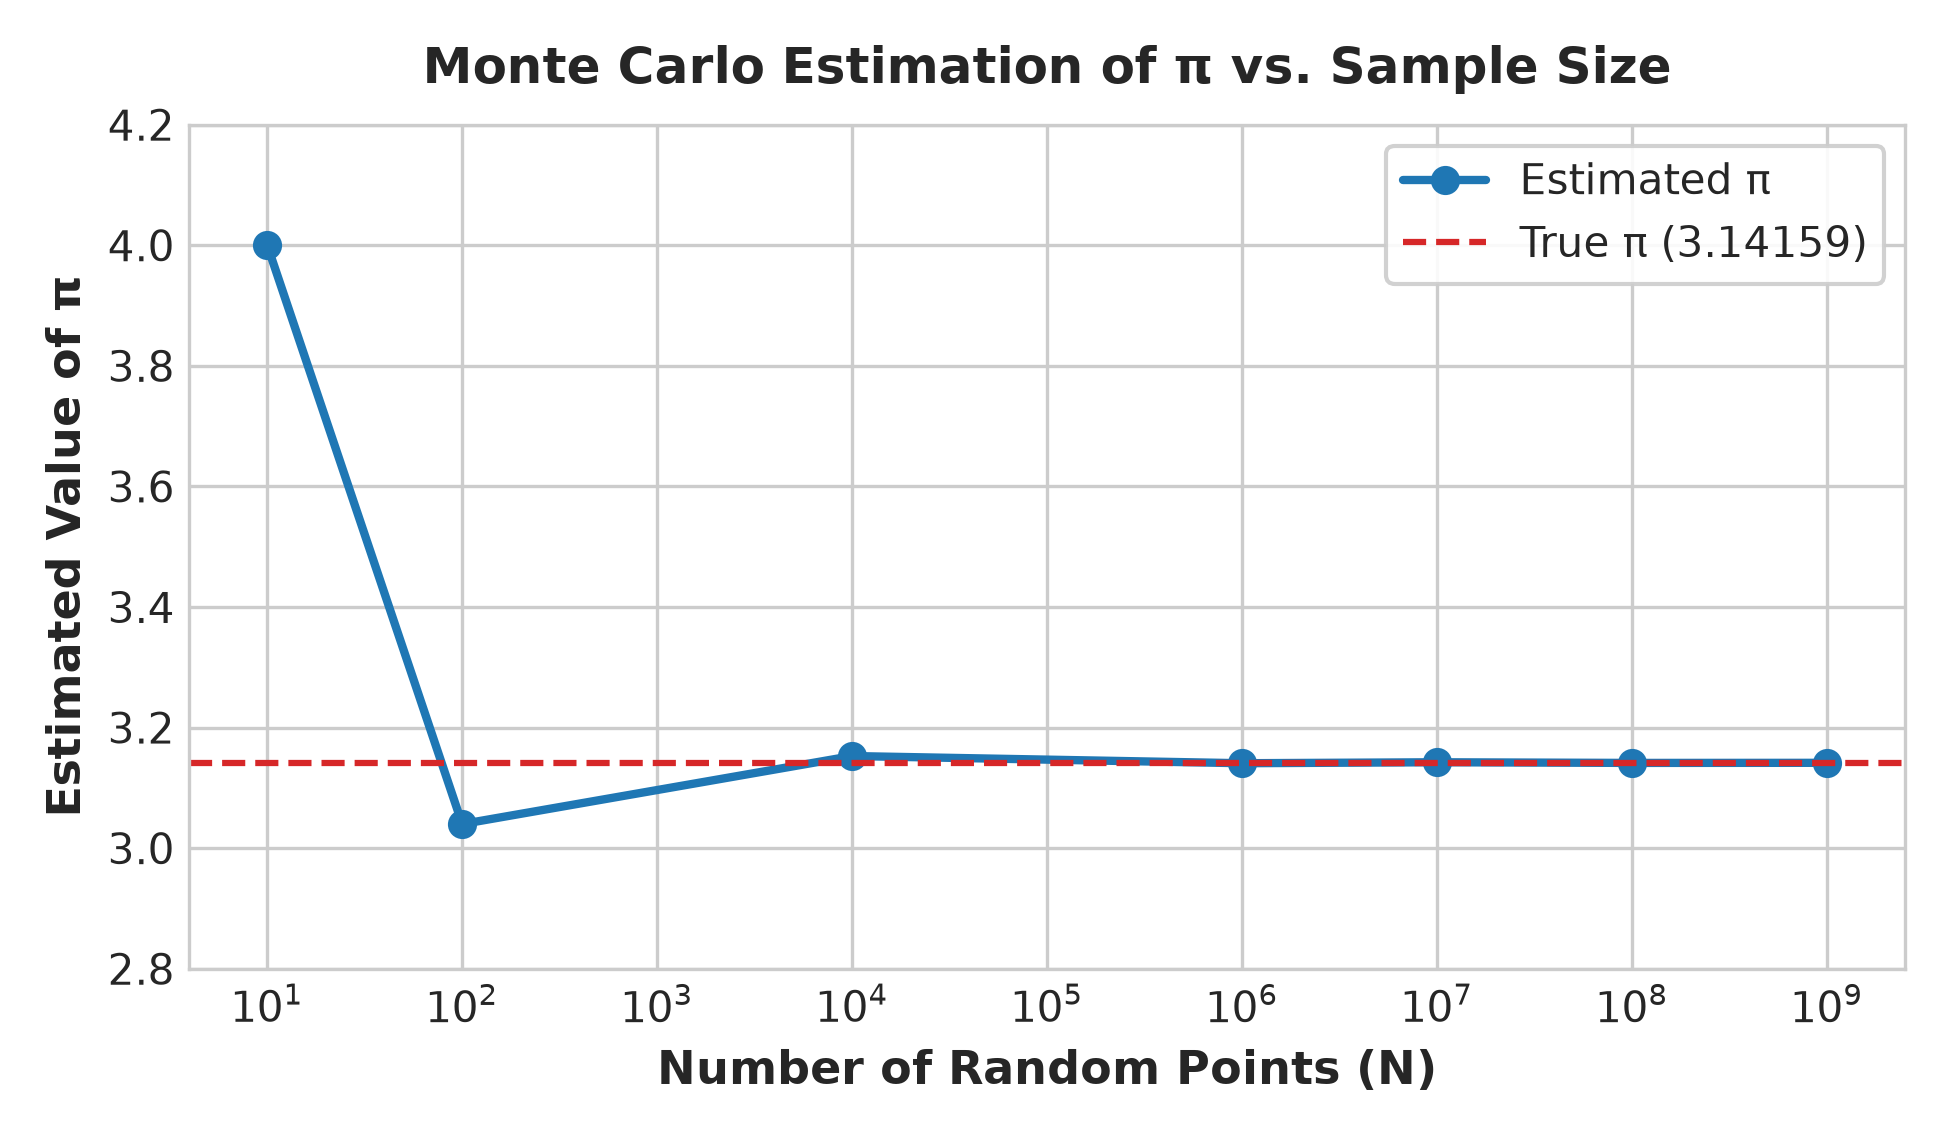 Monte Carlo Estimation of π vs. Sample Size
Estimated π
True π (3.14159)
Estimated Value of π
4.2
4.0
3.8
3.6
3.4
3.2
3.0
2.8
10¹ 10² 10³ 10⁴ 10⁵ 10⁶ 10⁷ 10⁸ 10⁹
Number of Random Points (N)